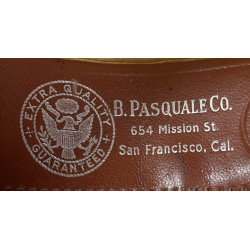 EXTRA QUALITY
GUARANTEED
B. PASQUALE CO.
654 Mission St.
San Francisco, Cal.